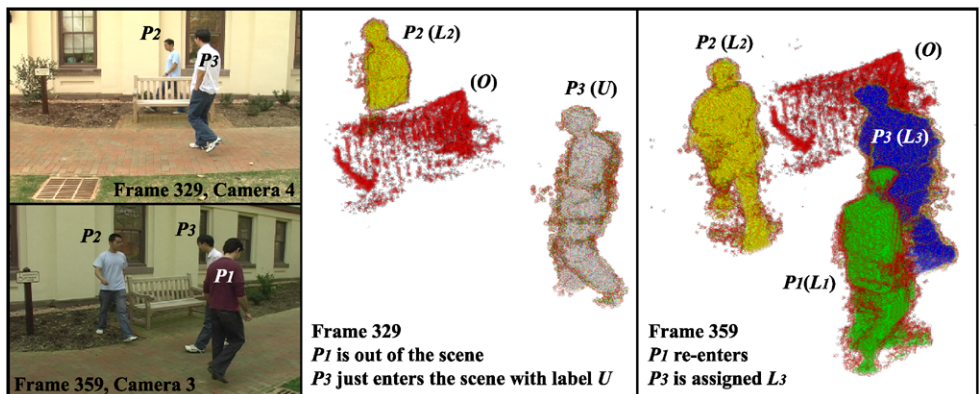 P2
P3
Frame 329, Camera 4
P2
P3
P1
Frame 359, Camera 3
P2 (L2)
(O)
P3 (U)
Frame 329
P1 is out of the scene
P3 just enters the scene with label U
P2 (L2)
(O)
P3 (L3)
P1(L1)
Frame 359
P1 re-enters
P3 is assigned L3